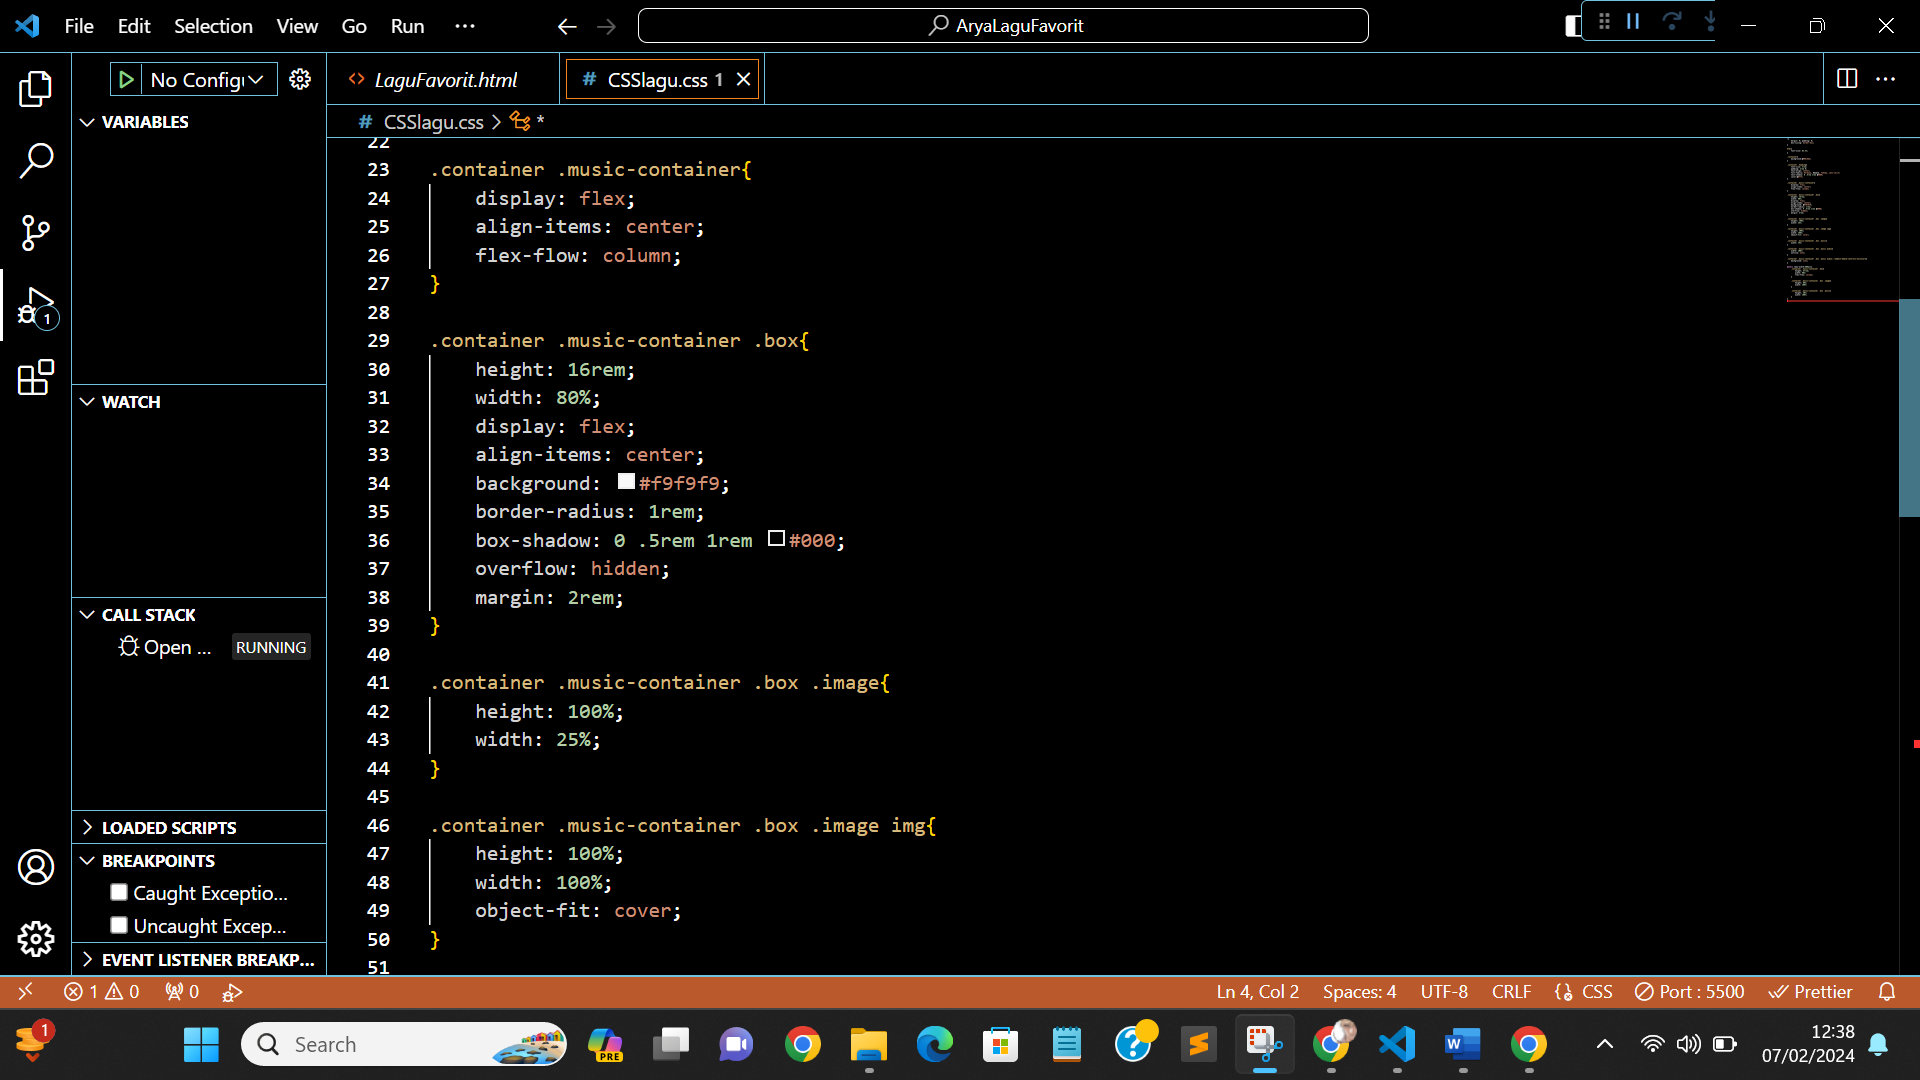 File Edit Selection View Go Run ··· AryaLaguFavorit
No Config
LaguFavorit.html
CSSlagu.css 1
VARIABLES
WATCH
CALL STACK
Open ... RUNNING
LOADED SCRIPTS
BREAKPOINTS
Caught Exceptio...
Uncaught Excep...
EVENT LISTENER BREAKP...
1
# CSSlagu.css > *
22
23 .container .music-container{
24 display: flex;
25 align-items: center;
26 flex-flow: column;
27 }
28
29 .container .music-container .box{
30 height: 16rem;
31 width: 80%;
32 display: flex;
33 align-items: center;
34 background: #f9f9f9;
35 border-radius: 1rem;
36 box-shadow: 0 .5rem 1rem #000;
37 overflow: hidden;
38 margin: 2rem;
39 }
40
41 .container .music-container .box .image{
42 height: 100%;
43 width: 25%;
44 }
45
46 .container .music-container .box .image img{
47 height: 100%;
48 width: 100%;
49 object-fit: cover;
50 }
51
1 0 0 Ln 4, Col 2 Spaces: 4 UTF-8 CRLF CSS Port : 5500 Prettier
1 Search PRE 12:38
07/02/2024